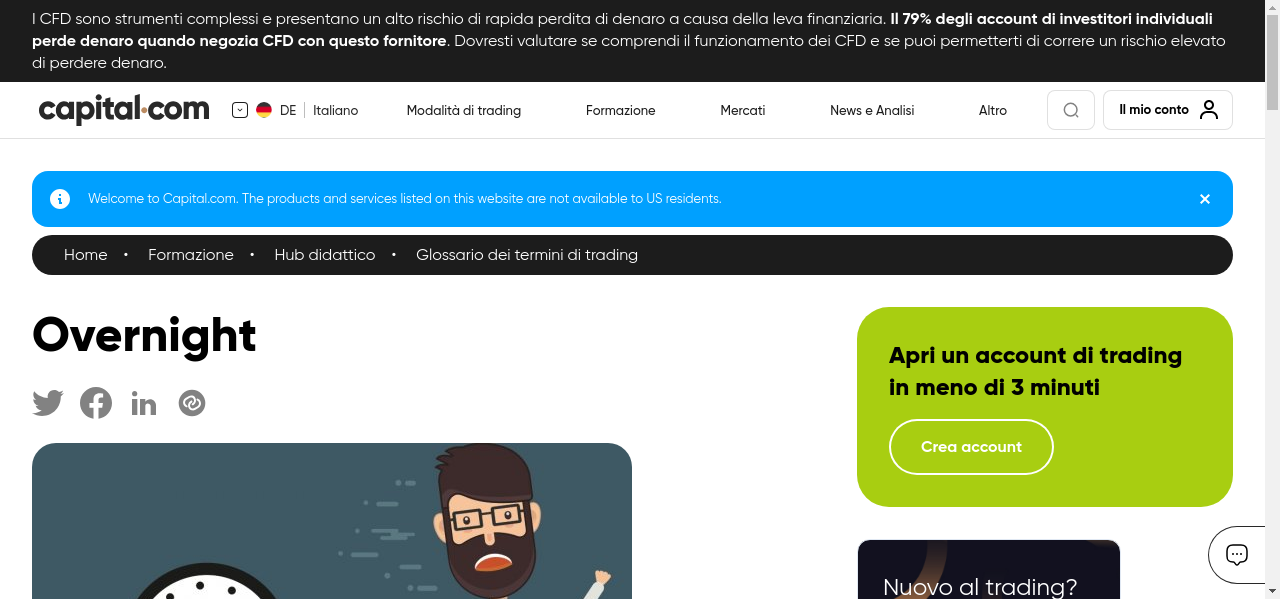 I CFD sono strumenti complessi e presentano un alto rischio di rapida perdita di denaro a causa della leva finanziaria. Il 79% degli account di investitori individuali
perde denaro quando negozia CFD con questo fornitore. Dovresti valutare se comprendi il funzionamento dei CFD e se puoi permetterti di correre un rischio elevato
di perdere denaro.
capital.com DE Italiano Modalità di trading Formazione Mercati News e Analisi Altro Il mio conto
Welcome to Capital.com. The products and services listed on this website are not available to US residents.
Home • Formazione • Hub didattico • Glossario dei termini di trading
Overnight
Apri un account di trading
in meno di 3 minuti
Crea account
Nuovo al trading?